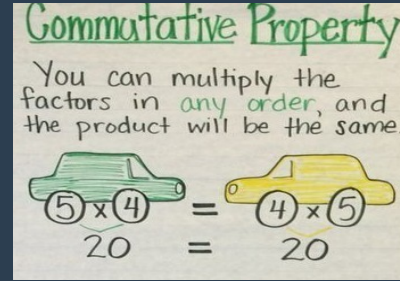 Commutative Property
You can multiply the
factors in any order, and
the product will be the same
5 x 4 = 4 x 5
20 = 20